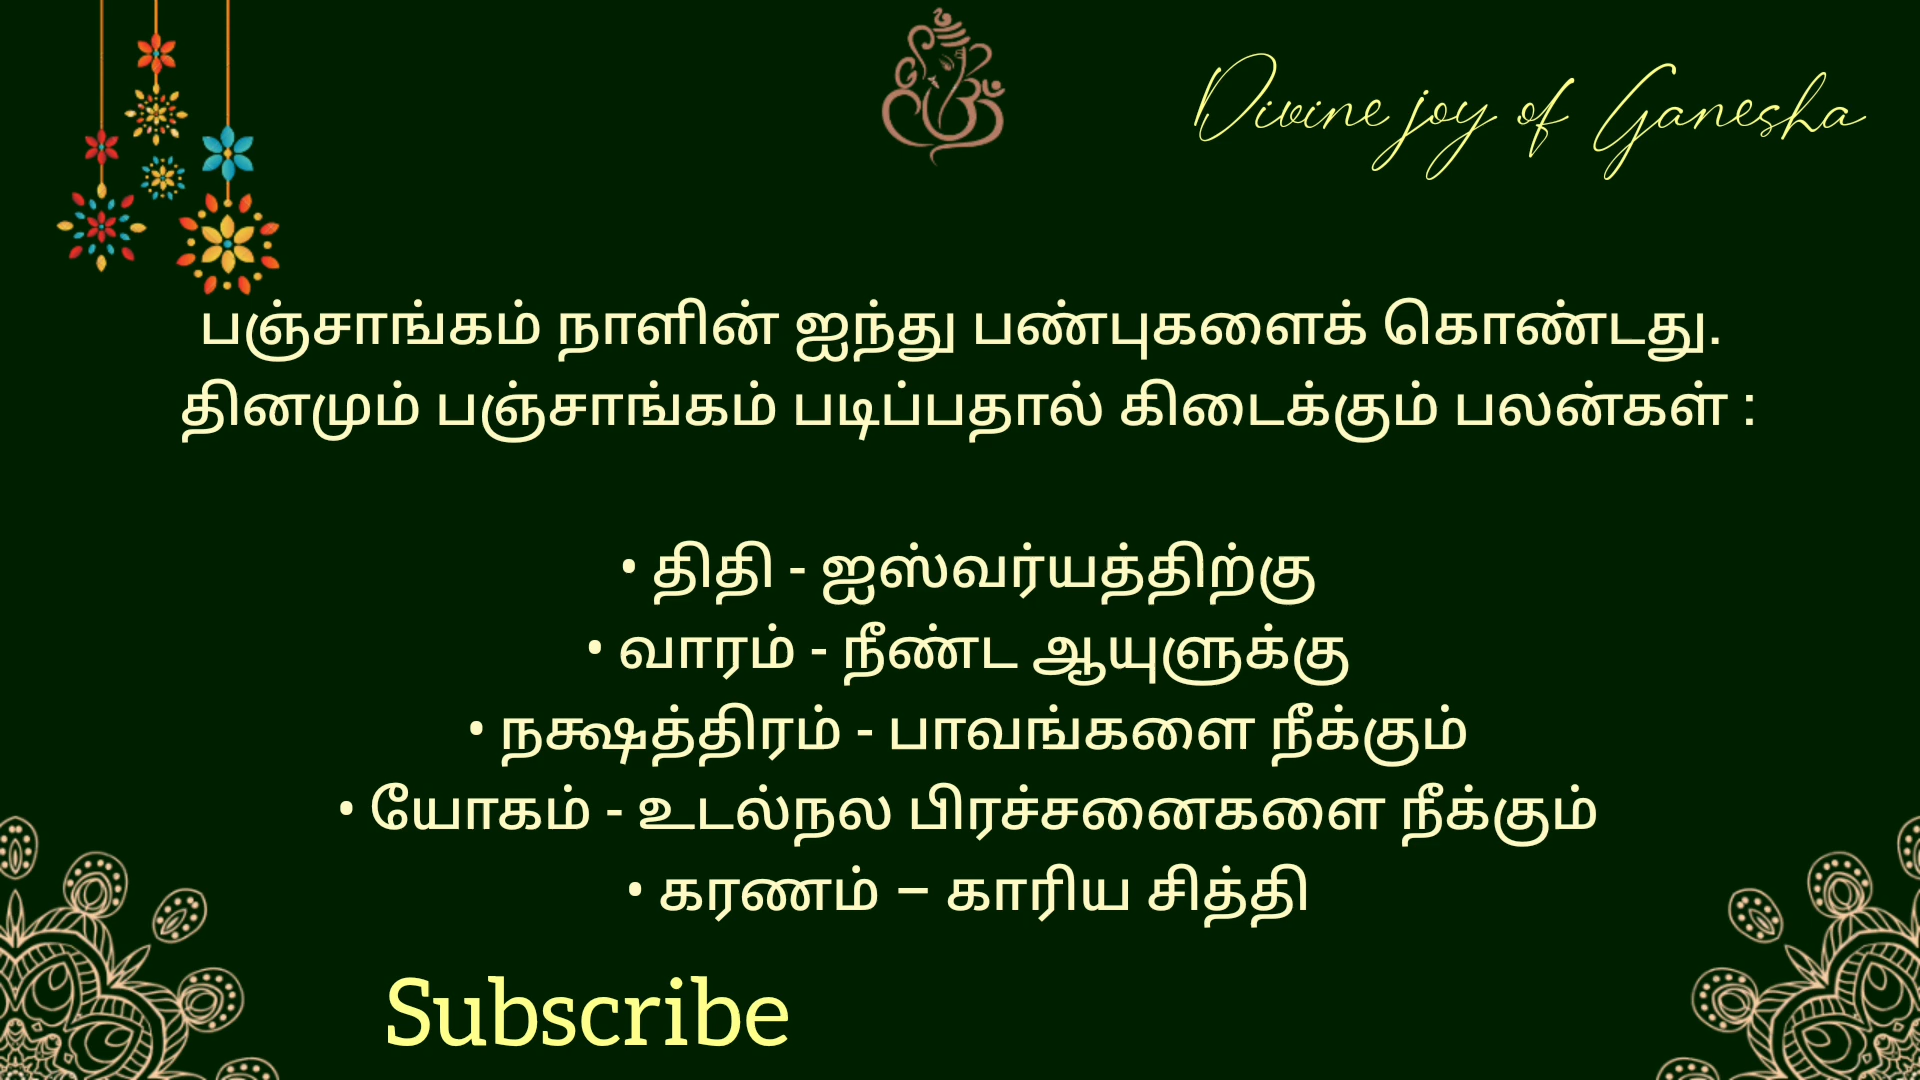 Divine joy of Ganesha
பஞ்சாங்கம் நாளின் ஐந்து பண்புகளைக் கொண்டது.
தினமும் பஞ்சாங்கம் படிப்பதால் கிடைக்கும் பலன்கள் :
• திதி - ஐஸ்வர்யத்திற்கு
• வாரம் - நீண்ட ஆயுளுக்கு
• நக்ஷத்திரம் - பாவங்களை நீக்கும்
• யோகம் - உடல்நல பிரச்சனைகளை நீக்கும்
• கரணம் – காரிய சித்தி
Subscribe